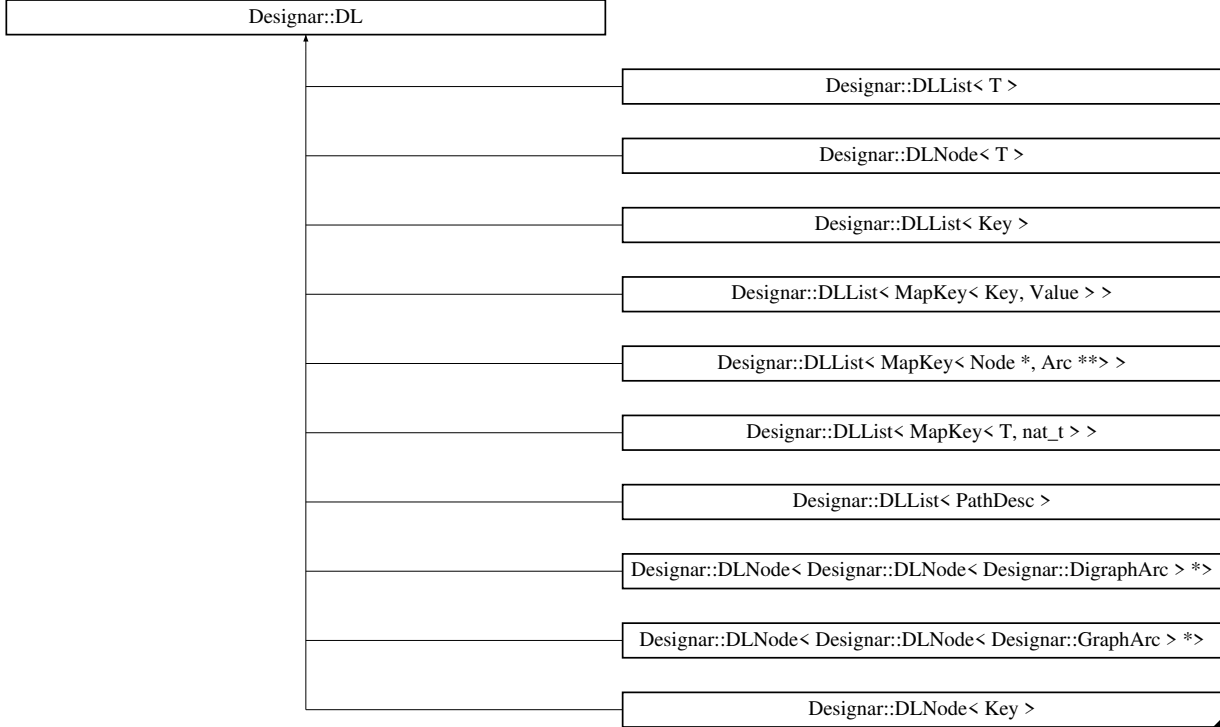 Designar::DL
Designar::DLList< T >
Designar::DLNode< T >
Designar::DLList< Key >
Designar::DLList< MapKey< Key, Value > >
Designar::DLList< MapKey< Node *, Arc **> >
Designar::DLList< MapKey< T, nat_t > >
Designar::DLList< PathDesc >
Designar::DLNode< Designar::DLNode< Designar::DigraphArc > *>
Designar::DLNode< Designar::DLNode< Designar::GraphArc > *>
Designar::DLNode< Key >